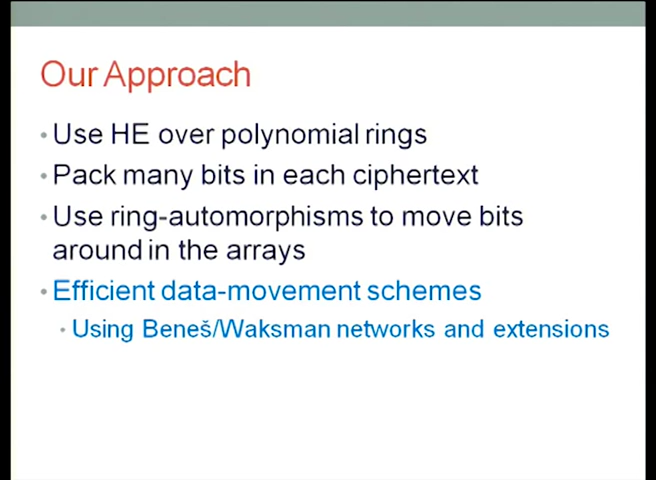 Our Approach
• Use HE over polynomial rings
• Pack many bits in each ciphertext
• Use ring-automorphisms to move bits
around in the arrays
• Efficient data-movement schemes
• Using Beneš/Waksman networks and extensions